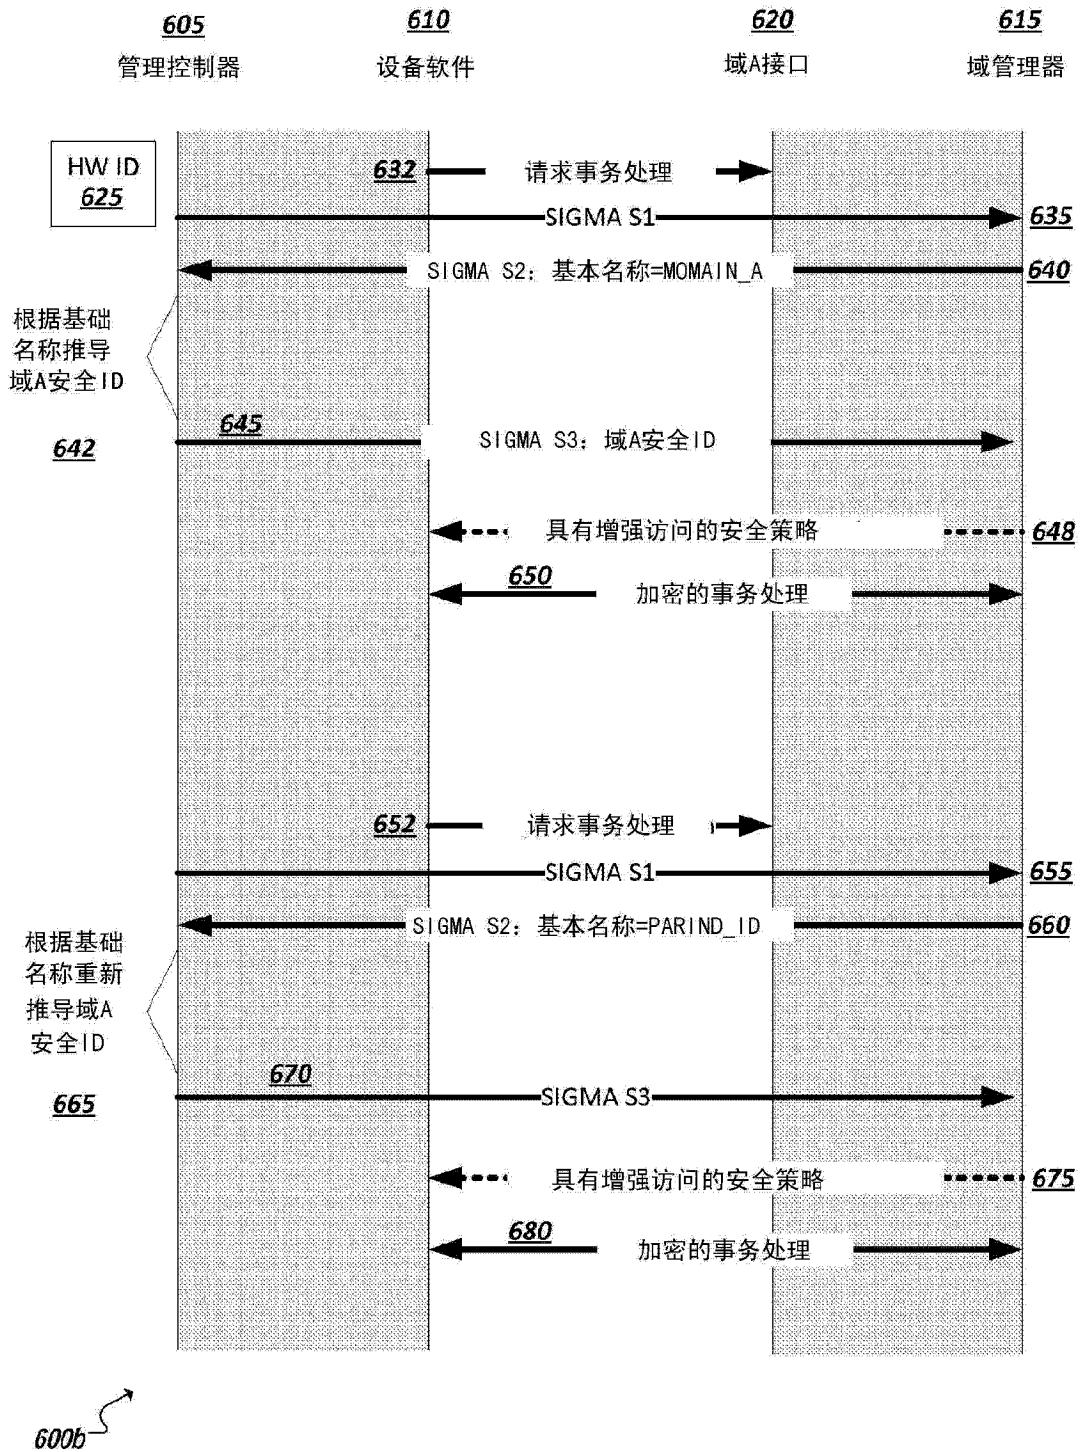 605 610 620 615
管理控制器 设备软件 域A接口 域管理器
HW ID
625
632 请求事务处理
SIGMA S1 635
SIGMA S2：基本名称=MOMAIN_A 640
根据基础
名称推导
域A安全ID
642
645 SIGMA S3：域A安全ID
具有增强访问的安全策略 648
650 加密的事务处理
652 请求事务处理
SIGMA S1 655
SIGMA S2：基本名称=PARIND_ID 660
根据基础
名称重新
推导域A
安全ID
665
670 SIGMA S3
具有增强访问的安全策略 675
680 加密的事务处理
600b